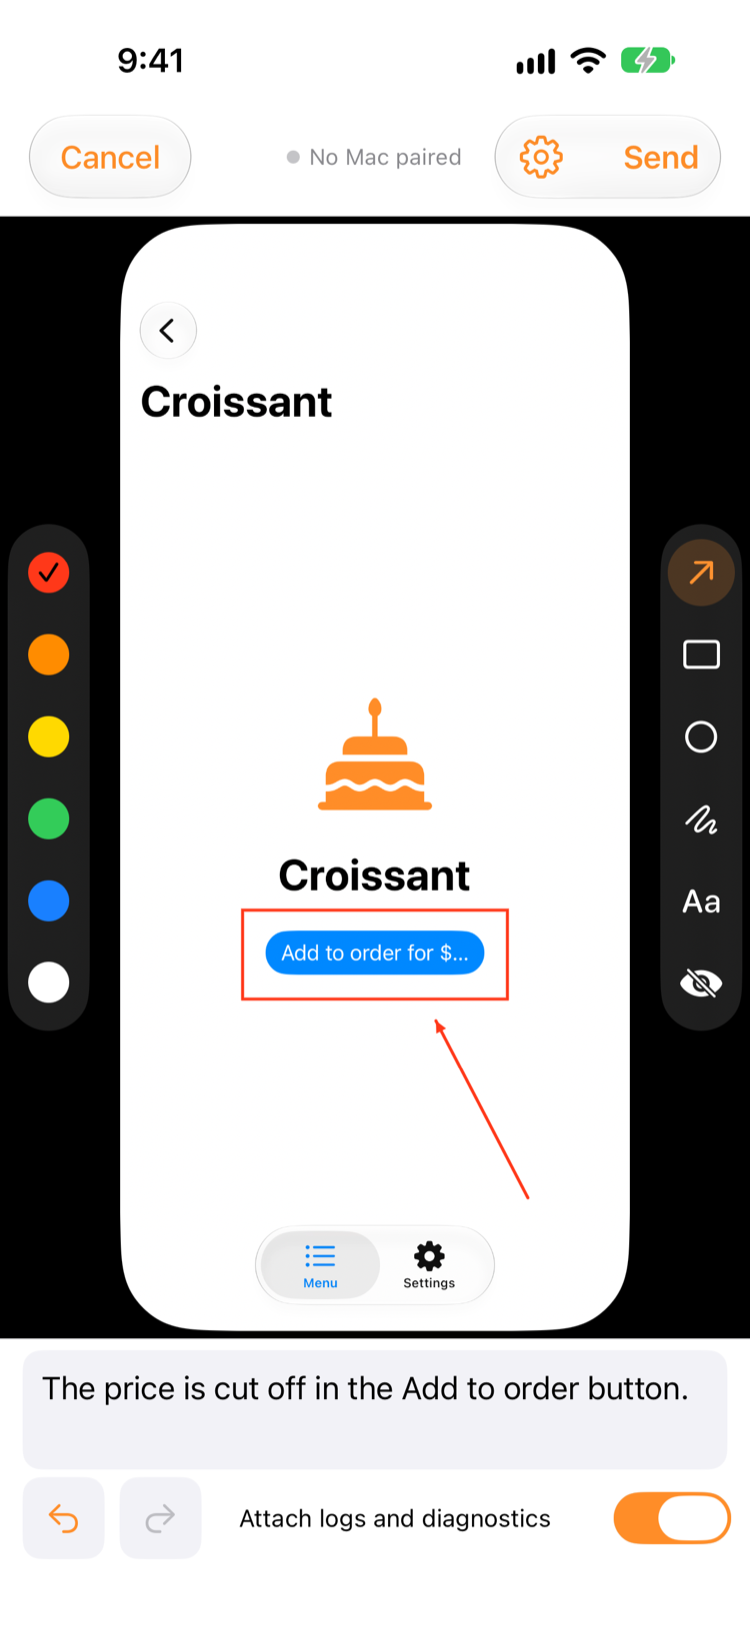 9:41
Cancel
No Mac paired
Send
Croissant
Croissant
Add to order for $...
Aa
Menu
Settings
The price is cut off in the Add to order button.
Attach logs and diagnostics